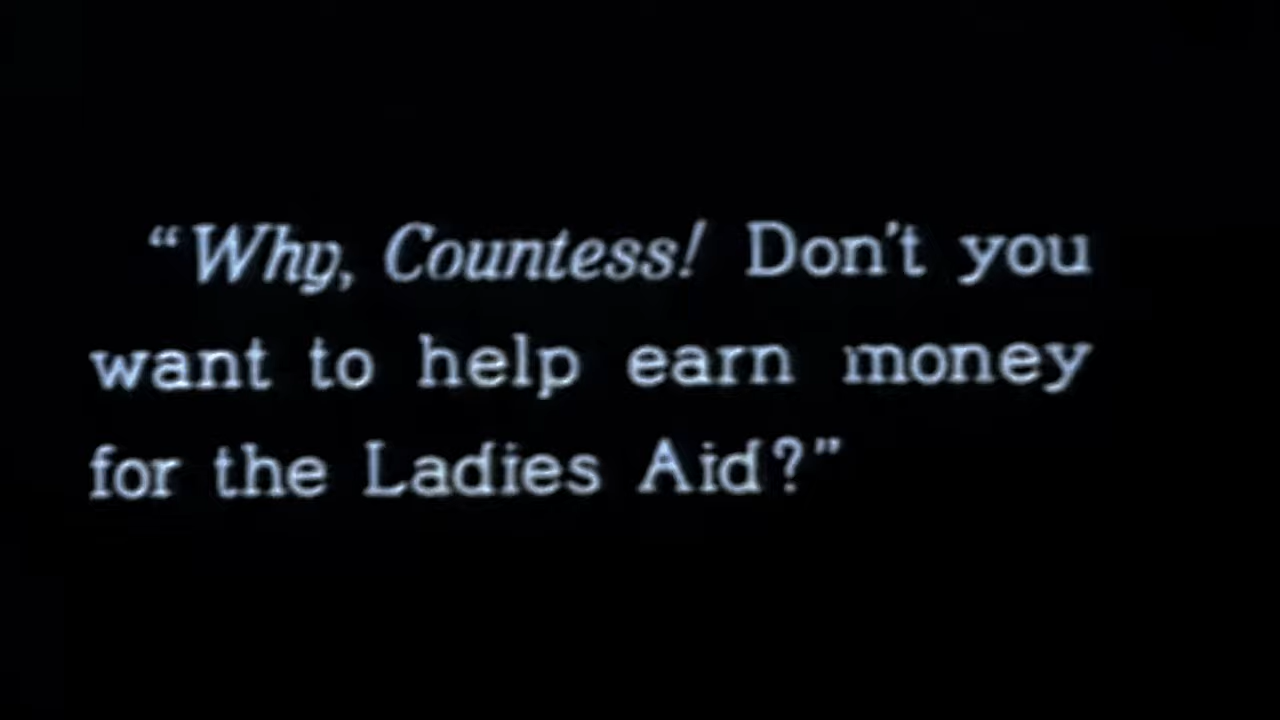 “Why, Countess! Don't you
want to help earn money
for the Ladies Aid?”